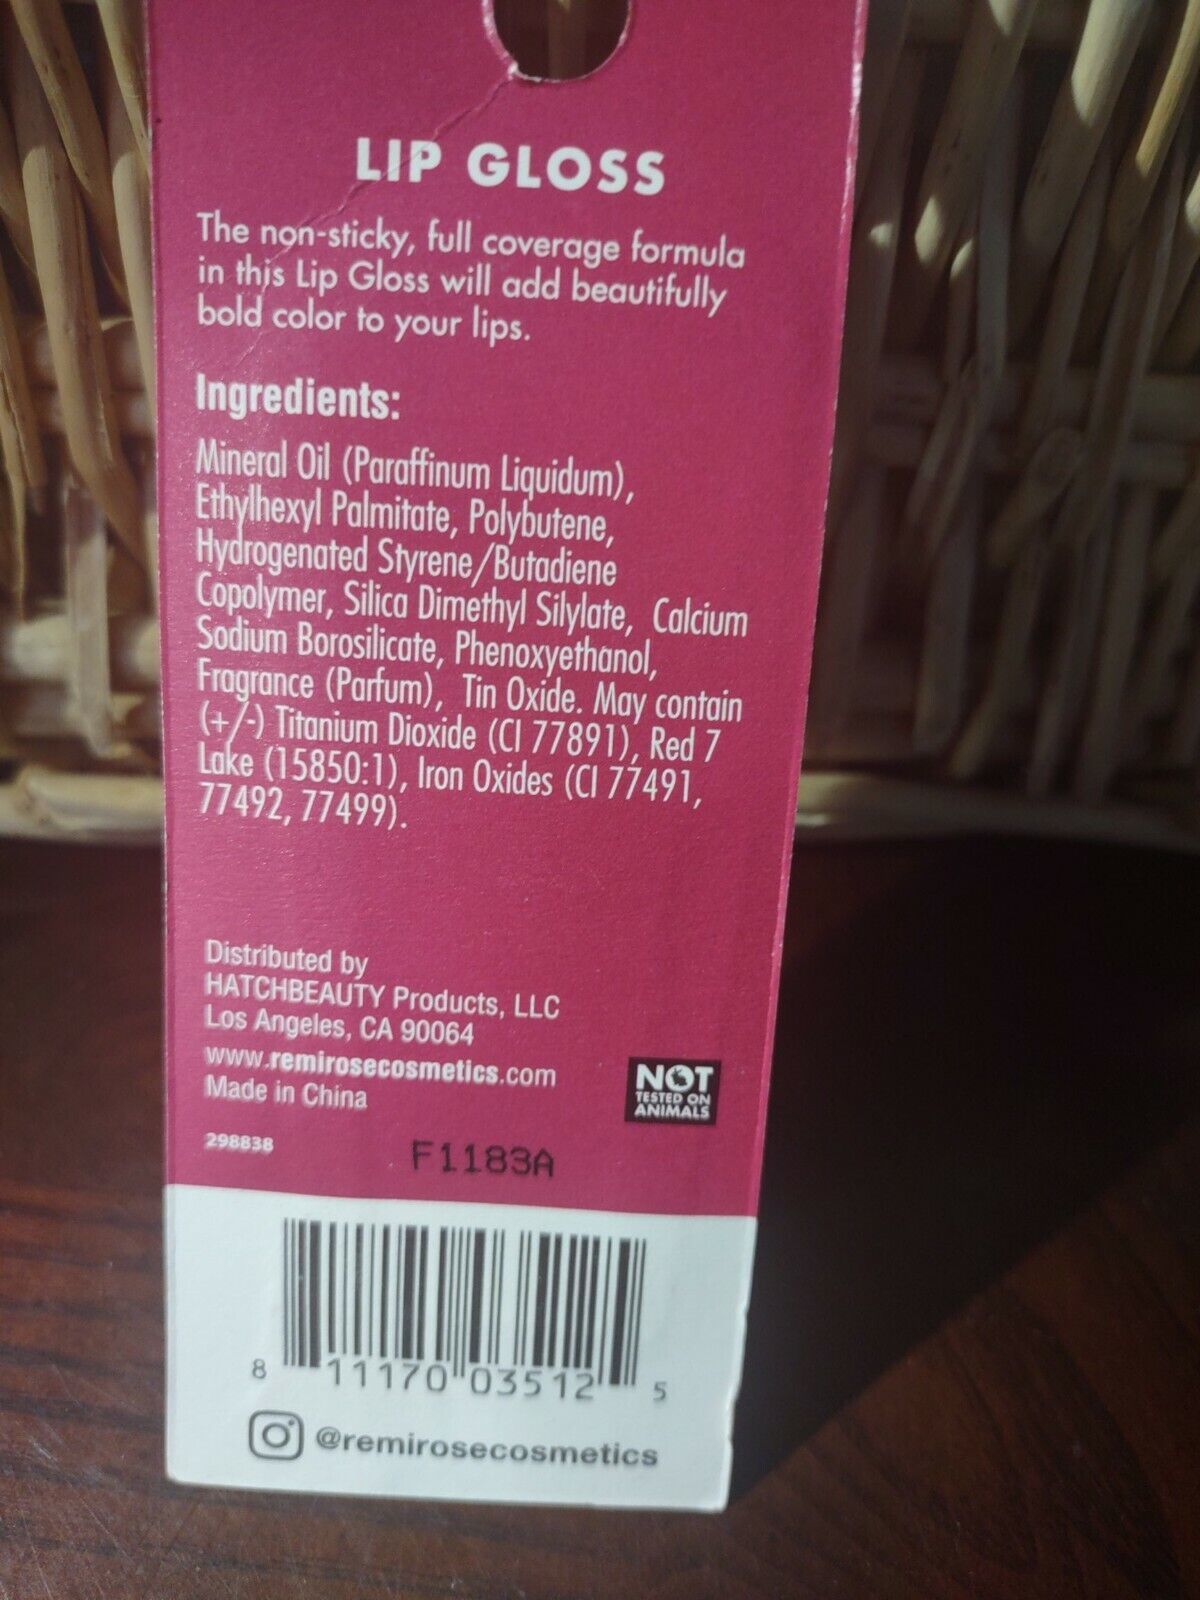 LIP GLOSS
The non-sticky, full coverage formula
in this Lip Gloss will add beautifully
bold color to your lips.
Ingredients:
Mineral Oil (Paraffinum Liquidum),
Ethylhexyl Palmitate, Polybutene,
Hydrogenated Styrene/Butadiene
Copolymer, Silica Dimethyl Silylate, Calcium
Sodium Borosilicate, Phenoxyethanol,
Fragrance (Parfum), Tin Oxide. May contain
(+/-) Titanium Dioxide (CI 77891), Red 7
Lake (15850:1), Iron Oxides (CI 77491,
77492, 77499).
Distributed by
HATCHBEAUTY Products, LLC
Los Angeles, CA 90064
www.remirosecosmetics.com
Made in China
NOT
TESTED ON
ANIMALS
298838
F1183A
8 11170 03512 5
@remirosecosmetics